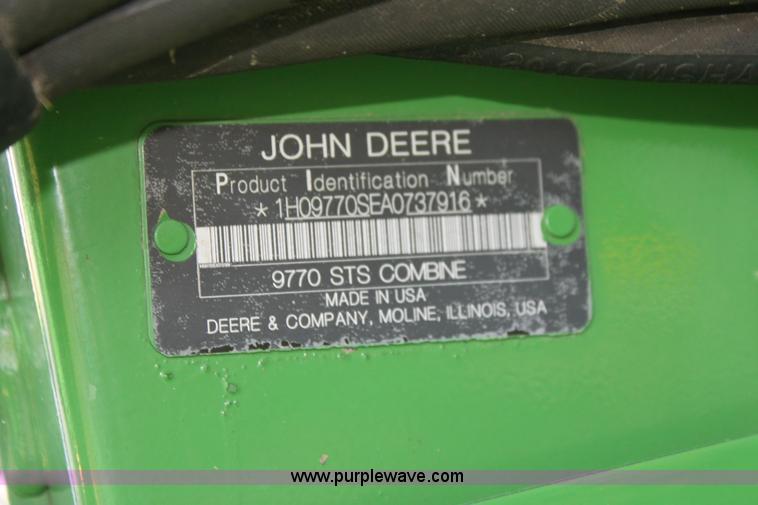 JOHN DEERE
Product Identification Number
* 1H09770SEA0737916 *
9770 STS COMBINE
MADE IN USA
DEERE & COMPANY, MOLINE, ILLINOIS, USA
www.purplewave.com